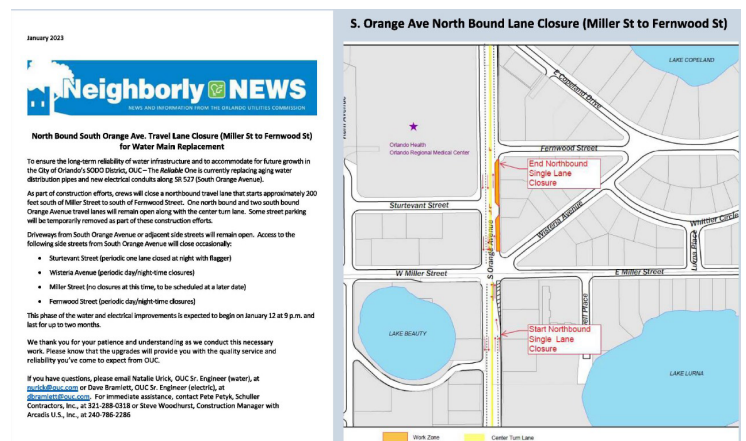 January 2023
Neighborly NEWS
NEWS AND INFORMATION FROM THE ORLANDO UTILITIES COMMISSION
North Bound South Orange Ave. Travel Lane Closure (Miller St to Fernwood St)
for Water Main Replacement
To ensure the long-term reliability of water infrastructure and to accommodate for future growth in
the City of Orlando's SODO District, OUC – The Reliable One is currently replacing aging water
distribution pipes and new electrical conduits along SR 527 (South Orange Avenue).
As part of construction efforts, crews will close a northbound travel lane that starts approximately 200
feet south of Miller Street to south of Fernwood Street. One north bound and two south bound
Orange Avenue travel lanes will remain open along with the center turn lane. Some street parking
will be temporarily removed as part of these construction efforts.
Driveways from South Orange Avenue or adjacent side streets will remain open. Access to the
following side streets from South Orange Avenue will close occasionally:
• Sturtevant Street (periodic one lane closed at night with flagger)
• Wisteria Avenue (periodic day/night-time closures)
• Miller Street (no closures at this time, to be scheduled at a later date)
• Fernwood Street (periodic day/night-time closures)
This phase of the water and electrical improvements is expected to begin on January 12 at 9 p.m. and
last for up to two months.
We thank you for your patience and understanding as we conduct this necessary
work. Please know that the upgrades will provide you with the quality service and
reliability you've come to expect from OUC.
If you have questions, please email Natalie Urick, OUC Sr. Engineer (water), at
nurick@ouc.com or Dave Bramlett, OUC Sr. Engineer (electric), at
dbramlett@ouc.com. For immediate assistance, contact Pete Petyk, Schuller
Contractors, Inc., at 321-288-0318 or Steve Woodhurst, Construction Manager with
Arcadis U.S., Inc., at 240-786-2286
S. Orange Ave North Bound Lane Closure (Miller St to Fernwood St)
LAKE COPELAND
E Copeland Drive
Orlando Health
Orlando Regional Medical Center
Fernwood Street
End Northbound
Single Lane
Closure
Sturtevant Street
Wisteria Avenue
Whittier Circle
Lucina Place
S Orange Avenue
W Miller Street
E Miller Street
LAKE BEAUTY
Place
Start Northbound
Single Lane
Closure
LAKE LURNA
Work Zone
Center Turn Lane